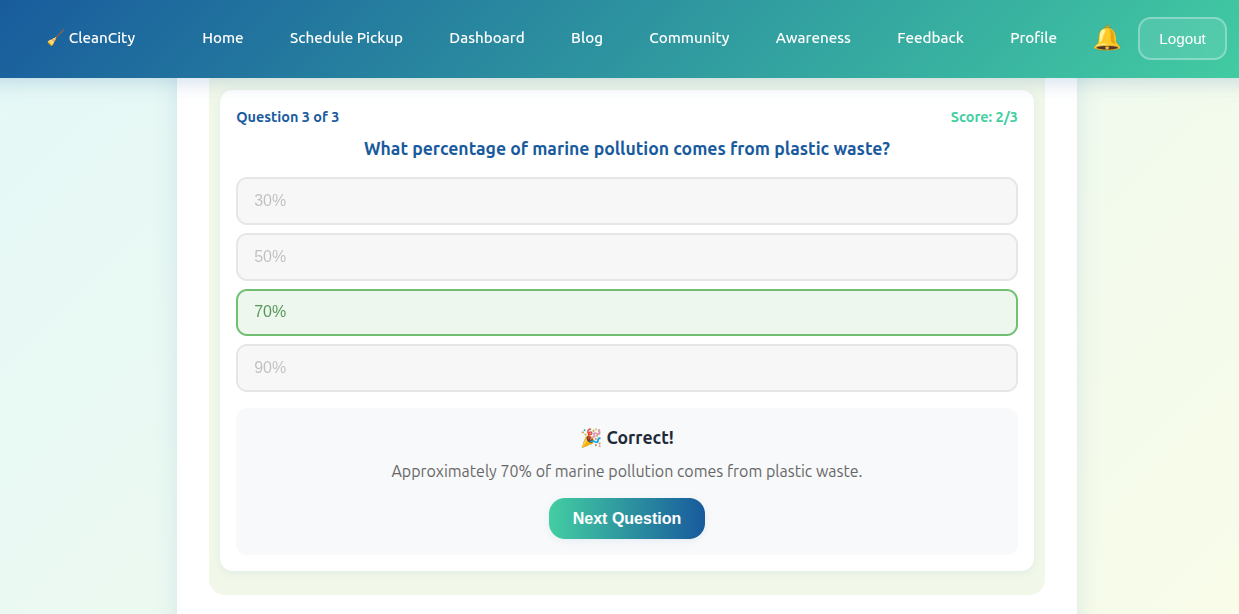 CleanCity Home Schedule Pickup Dashboard Blog Community Awareness Feedback Profile Logout
Question 3 of 3 Score: 2/3
What percentage of marine pollution comes from plastic waste?
30%
50%
70%
90%
Correct!
Approximately 70% of marine pollution comes from plastic waste.
Next Question